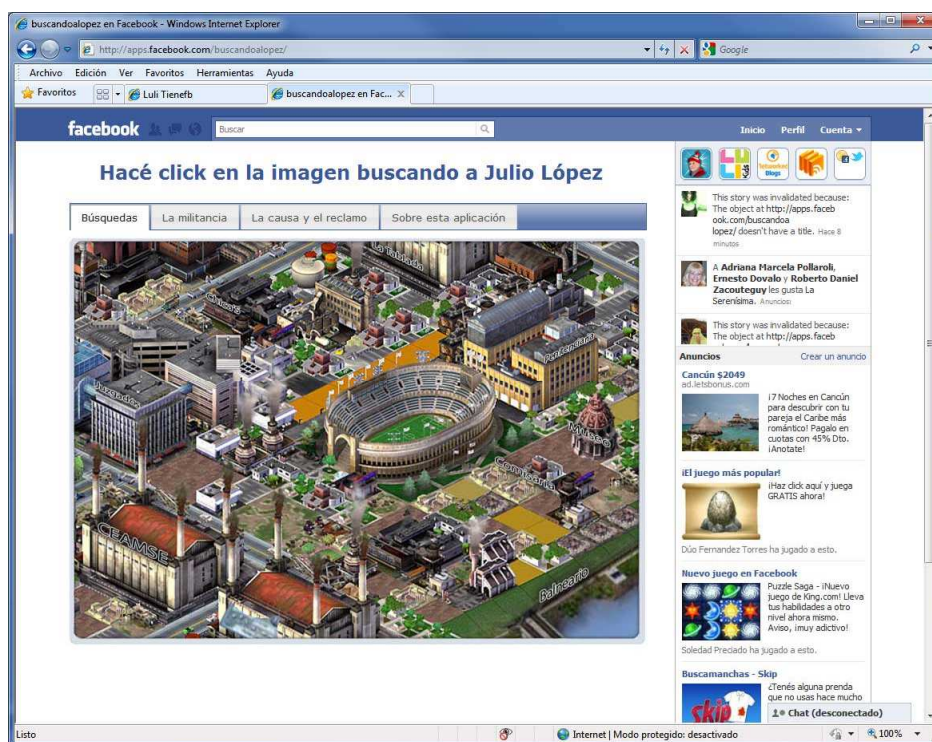 buscandoalopez en Facebook - Windows Internet Explorer
http://apps.facebook.com/buscandoalopez/
Google
Archivo Edición Ver Favoritos Herramientas Ayuda
Favoritos
Luli Tienefb
buscandoalopez en Fac...
facebook
Buscar
Inicio Perfil Cuenta
Hacé click en la imagen buscando a Julio López
Búsquedas
La militancia
La causa y el reclamo
Sobre esta aplicación
La Tablada
Juzgados
Penitenciaria
Museo
Comisaria
CEAMSE
Balneario
Blogs
This story was invalidated because:
The object at http://apps.faceb
ook.com/buscandoa
lopez/ doesn't have a title. Hace 8
minutos
A Adriana Marcela Pollaroli,
Ernesto Dovalo y Roberto Daniel
Zacouteguy les gusta La
Serenísima. Anuncios:
This story was invalidated because:
The object at http://apps.faceb
Anuncios
Crear un anuncio
Cancún $2049
ad.letsbonus.com
¡7 Noches en Cancún
para descubrir con tu
pareja el Caribe más
romántico! Pagalo en
cuotas con 45% Dto.
¡Anotate!
¡El juego más popular!
¡Haz click aquí y juega
GRATIS ahora!
Dúo Fernandez Torres ha jugado a esto.
Nuevo juego en Facebook
Puzzle Saga - ¡Nuevo
juego de King.com! Lleva
tus habilidades a otro
nivel ahora mismo.
Aviso, ¡muy adictivo!
Soledad Preciado ha jugado a esto.
Buscamanchas - Skip
skip
¿Tenés alguna prenda
que no usas hace mucho
Chat (desconectado)
Listo
Internet | Modo protegido: desactivado
100%